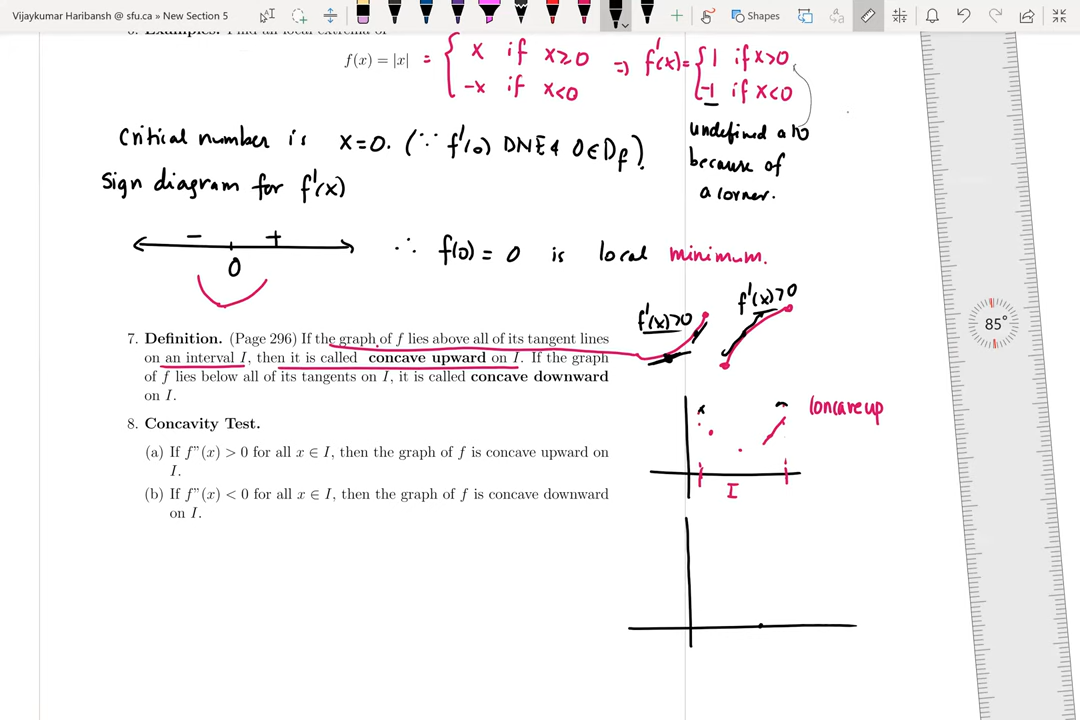 Vijaykumar Haribansh @ sfu.ca » New Section 5
Shapes
f(x) = |x| = { x if x≥0 ⇒ f'(x) = { 1 if x>0,
-x if x<0 -1 if x<0
undefined at 0
because of
a corner.
Critical number is x=0. (∵ f'(0) DNE & 0∈Df).
Sign diagram for f'(x)
− +
0
∴ f(0) = 0 is local minimum.
f'(x)>0 f'(x)>0
85°
7. Definition. (Page 296) If the graph of f lies above all of its tangent lines
on an interval I, then it is called concave upward on I. If the graph
of f lies below all of its tangents on I, it is called concave downward
on I.
Concave up
I
8. Concavity Test.
(a) If f”(x) > 0 for all x ∈ I, then the graph of f is concave upward on
I.
(b) If f”(x) < 0 for all x ∈ I, then the graph of f is concave downward
on I.